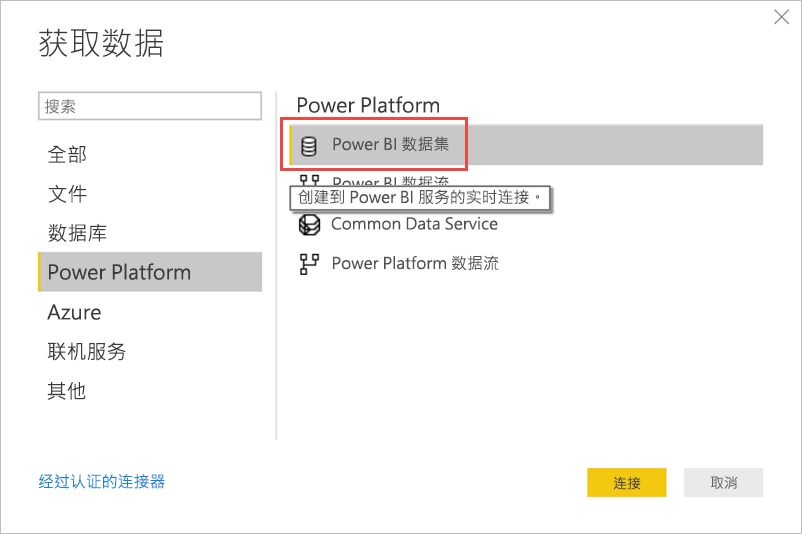 获取数据
搜索
全部
文件
数据库
Power Platform
Azure
联机服务
其他
Power Platform
Power BI 数据集
Power BI 数据流
创建到 Power BI 服务的实时连接。
Common Data Service
Power Platform 数据流
经过认证的连接器
连接
取消